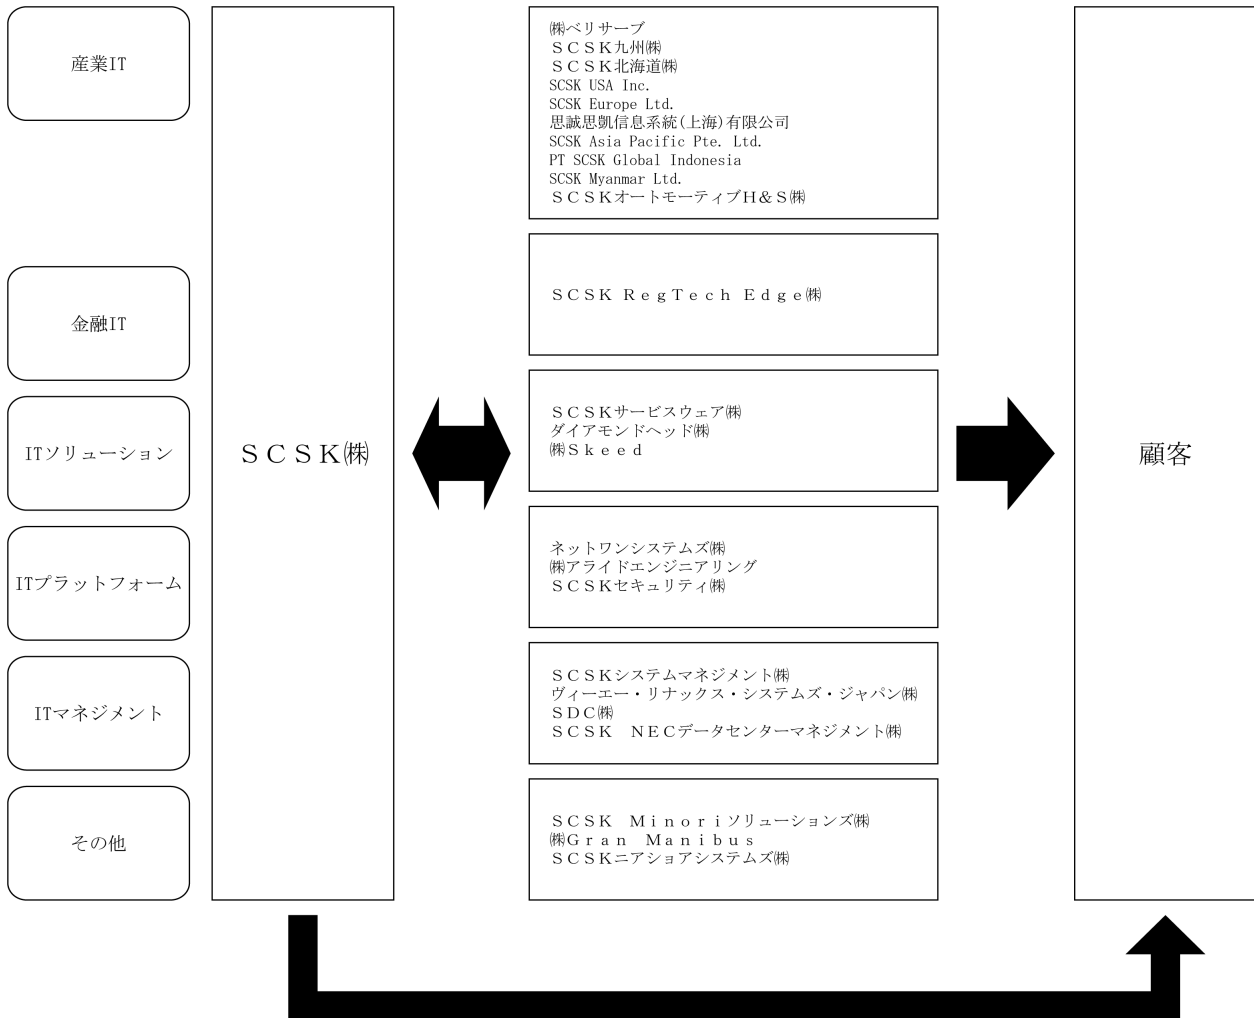 産業IT
㈱ベリサーブ
ＳＣＳＫ九州㈱
ＳＣＳＫ北海道㈱
SCSK USA Inc.
SCSK Europe Ltd.
思誠思凱信息系統(上海)有限公司
SCSK Asia Pacific Pte. Ltd.
PT SCSK Global Indonesia
SCSK Myanmar Ltd.
ＳＣＳＫオートモーティブＨ＆Ｓ㈱
金融IT
ＳＣＳＫ ＲｅｇＴｅｃｈ Ｅｄｇｅ㈱
ITソリューション
ＳＣＳＫ㈱
ＳＣＳＫサービスウェア㈱
ダイアモンドヘッド㈱
㈱Ｓｋｅｅｄ
顧客
ITプラットフォーム
ネットワンシステムズ㈱
㈱アライドエンジニアリング
ＳＣＳＫセキュリティ㈱
ITマネジメント
ＳＣＳＫシステムマネジメント㈱
ヴィーエー・リナックス・システムズ・ジャパン㈱
ＳＤＣ㈱
ＳＣＳＫ　ＮＥＣデータセンターマネジメント㈱
その他
ＳＣＳＫ　Ｍｉｎｏｒｉソリューションズ㈱
㈱Ｇｒａｎ　Ｍａｎｉｂｕｓ
ＳＣＳＫニアショアシステムズ㈱